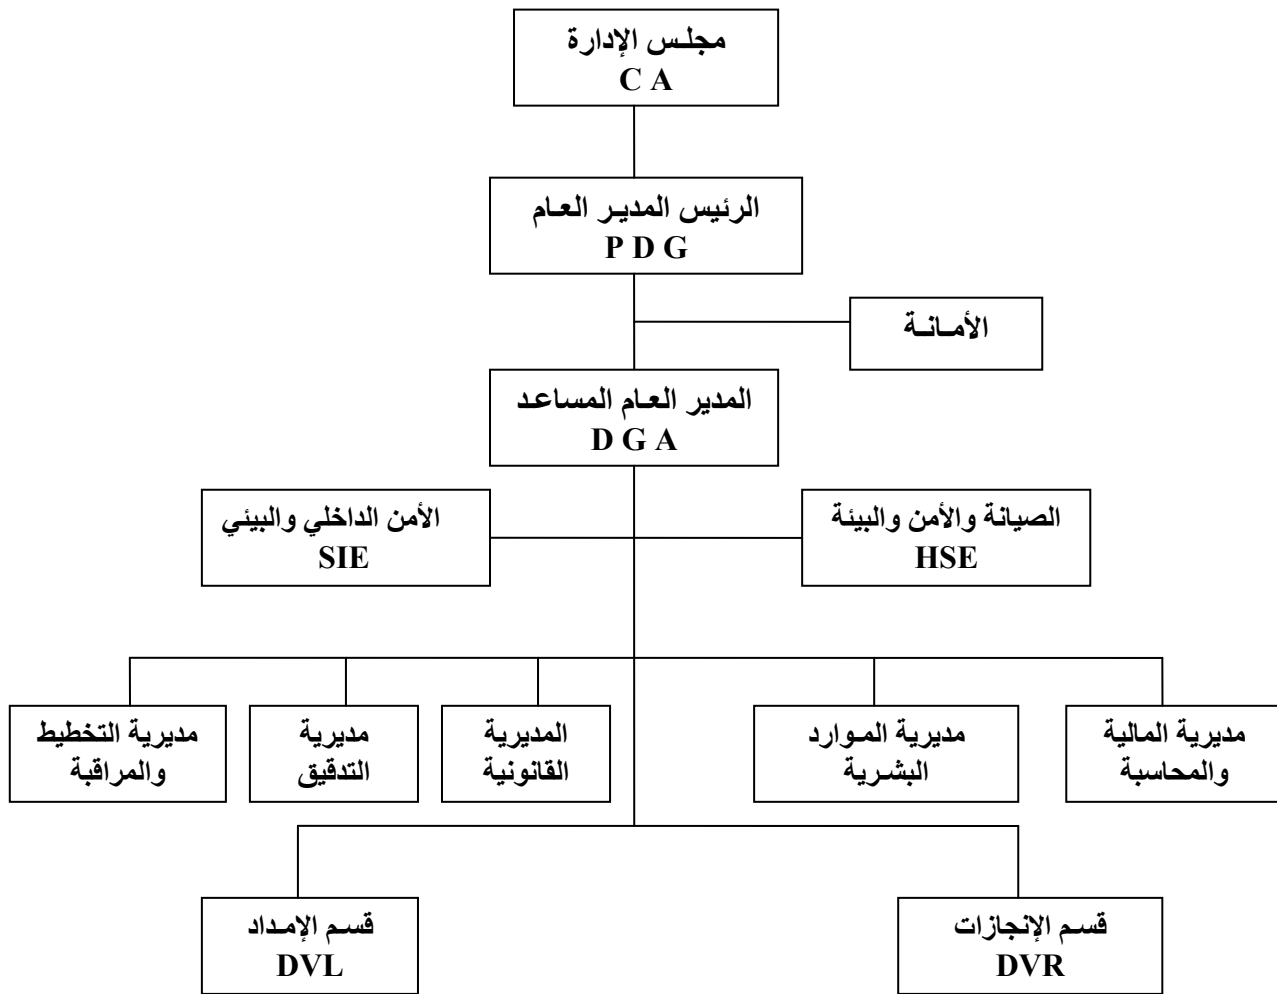 مجلس الإدارة
C A
الرئيس المدير العام
P D G
الأمانة
المدير العام المساعد
D G A
الصيانة والأمن والبيئة
HSE
الأمن الداخلي والبيئي
SIE
مديرية المالية
والمحاسبة
مديرية الموارد
البشرية
المديرية
القانونية
مديرية
التدقيق
مديرية التخطيط
والمراقبة
قسم الإنجازات
DVR
قسم الإمداد
DVL